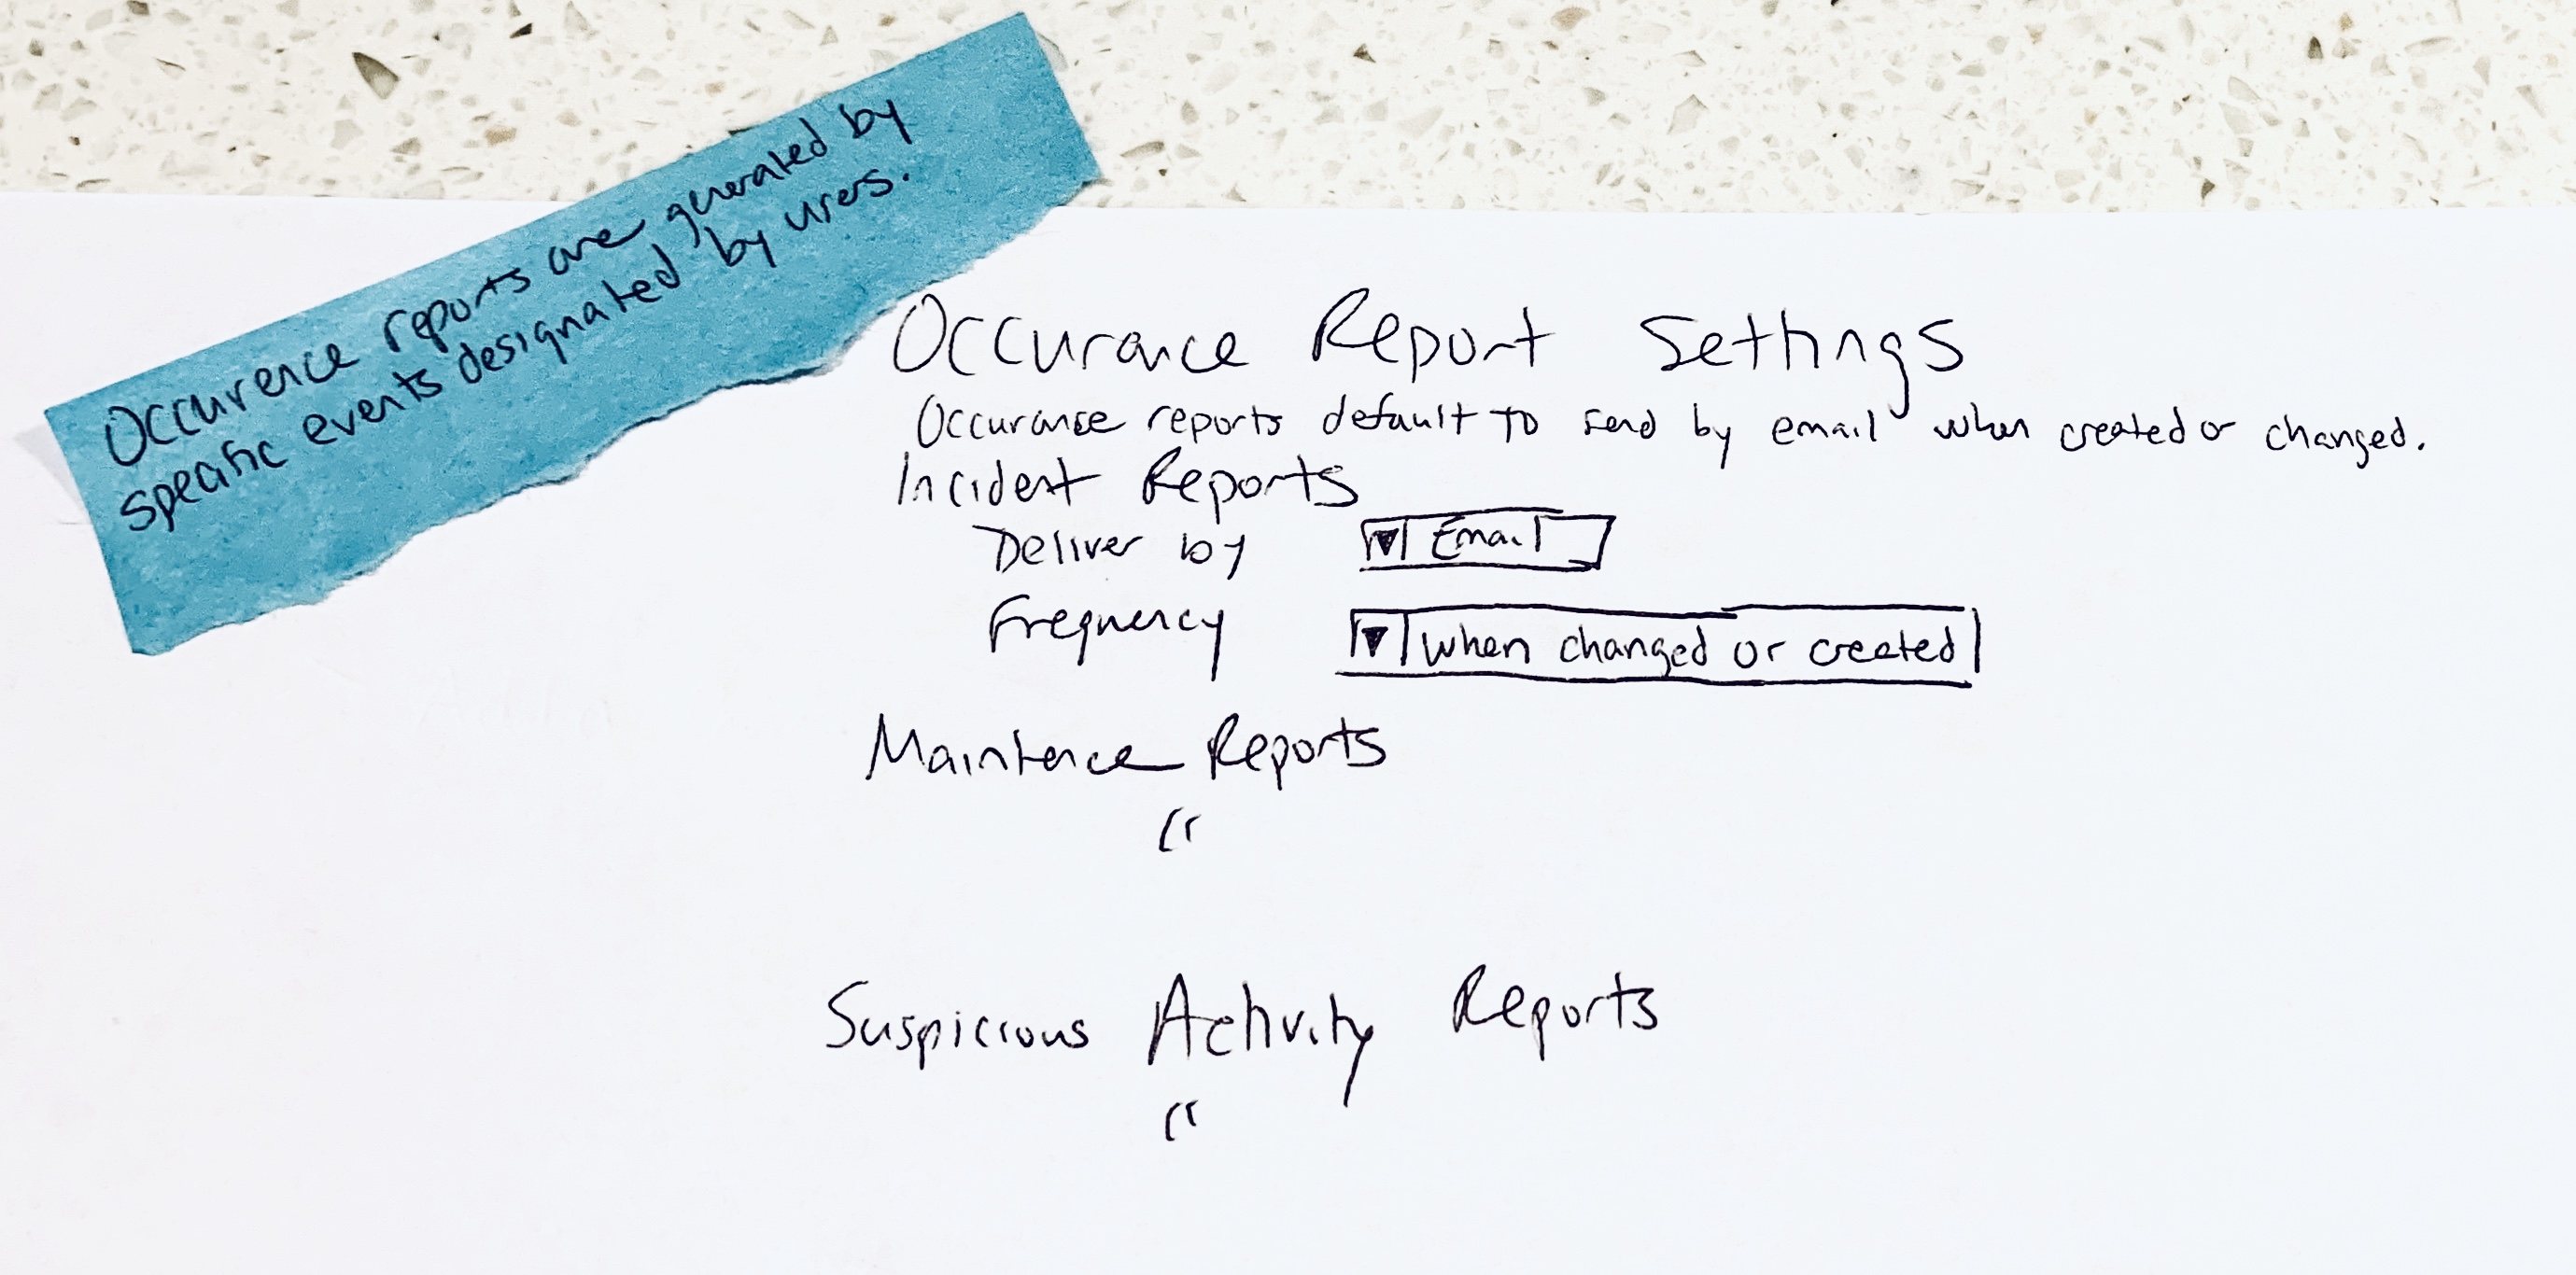 Occurence reports are generated by
specific events designated by users.
Occurance Report Settings
Occurance reports default to send by email when created or changed.
Incident Reports
Deliver by ▼ Email
Frequency ▼ when changed or created
Maintence Reports
"
Suspicious Activity Reports
"